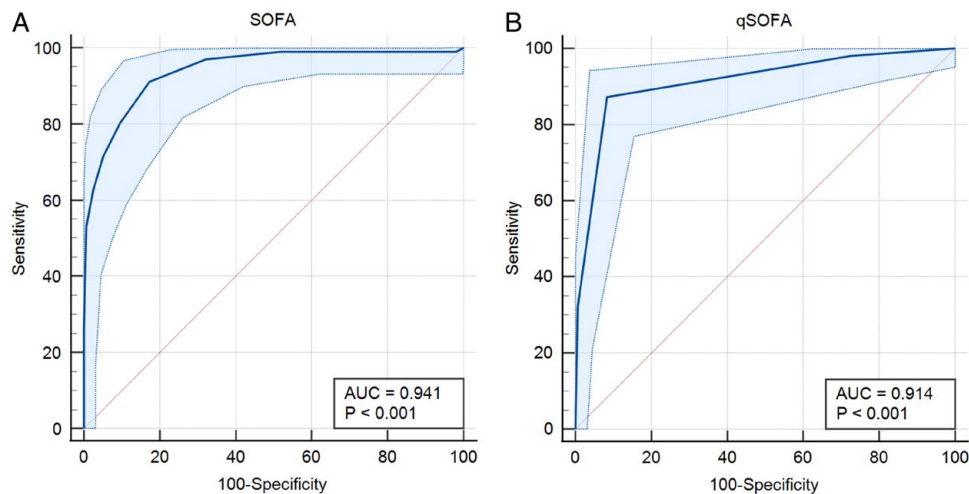 A
SOFA
100
80
60
40
20
0
Sensitivity
0 20 40 60 80 100
100-Specificity
AUC = 0.941
P < 0.001
B
qSOFA
100
80
60
40
20
0
Sensitivity
0 20 40 60 80 100
100-Specificity
AUC = 0.914
P < 0.001